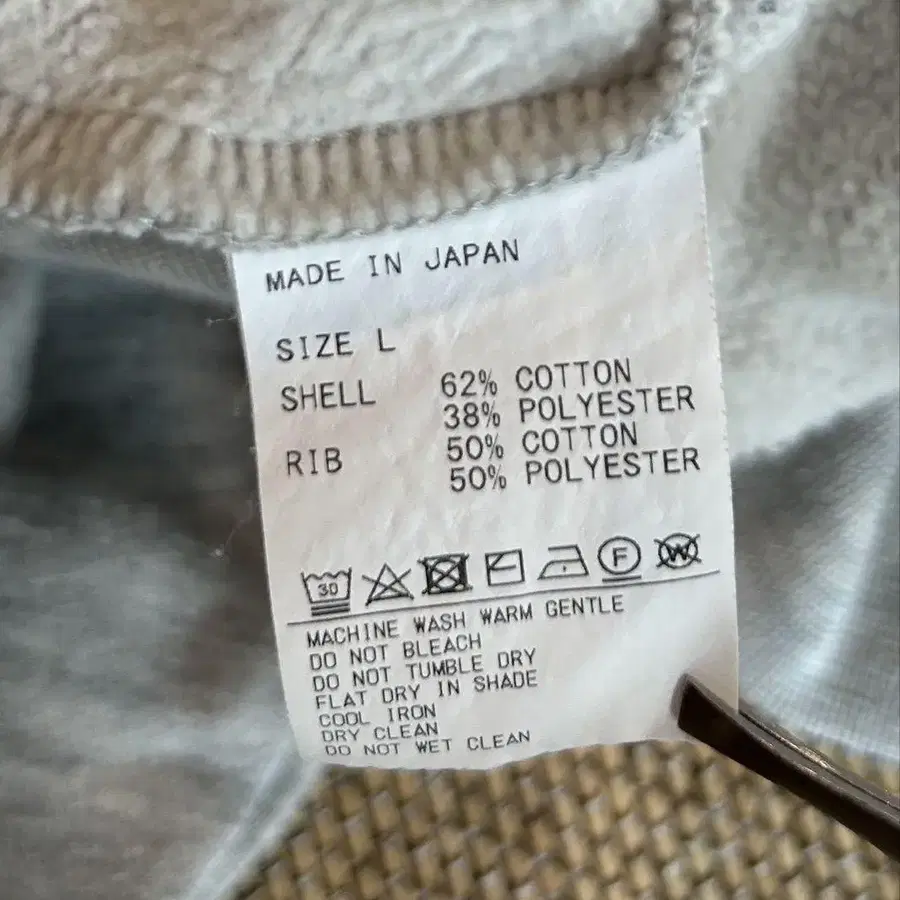 MADE IN JAPAN
SIZE L
SHELL 62% COTTON
38% POLYESTER
RIB 50% COTTON
50% POLYESTER
30 F W
MACHINE WASH WARM GENTLE
DO NOT BLEACH
DO NOT TUMBLE DRY
FLAT DRY IN SHADE
COOL IRON
DRY CLEAN
DO NOT WET CLEAN